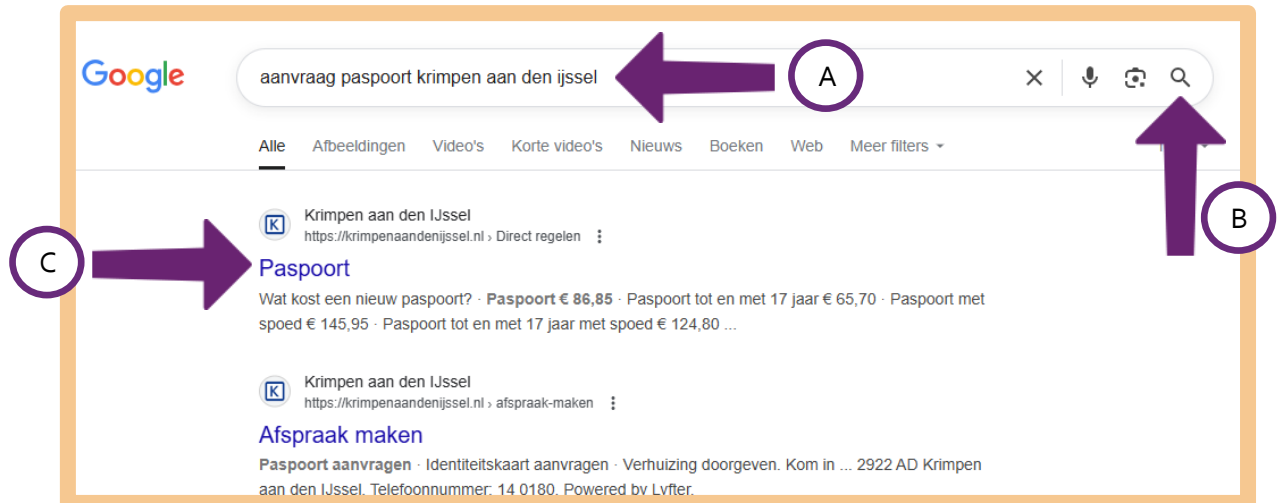 Google
aanvraag paspoort krimpen aan den ijssel
A
Alle Afbeeldingen Video's Korte video's Nieuws Boeken Web Meer filters
B
Krimpen aan den IJssel
https://krimpenaandenijssel.nl › Direct regelen
C
Paspoort
Wat kost een nieuw paspoort? · Paspoort € 86,85 · Paspoort tot en met 17 jaar € 65,70 · Paspoort met
spoed € 145,95 · Paspoort tot en met 17 jaar met spoed € 124,80 ...
Krimpen aan den IJssel
https://krimpenaandenijssel.nl › afspraak-maken
Afspraak maken
Paspoort aanvragen · Identiteitskaart aanvragen · Verhuizing doorgeven. Kom in ... 2922 AD Krimpen
aan den IJssel. Telefoonnummer: 14 0180. Powered by Lyfter.